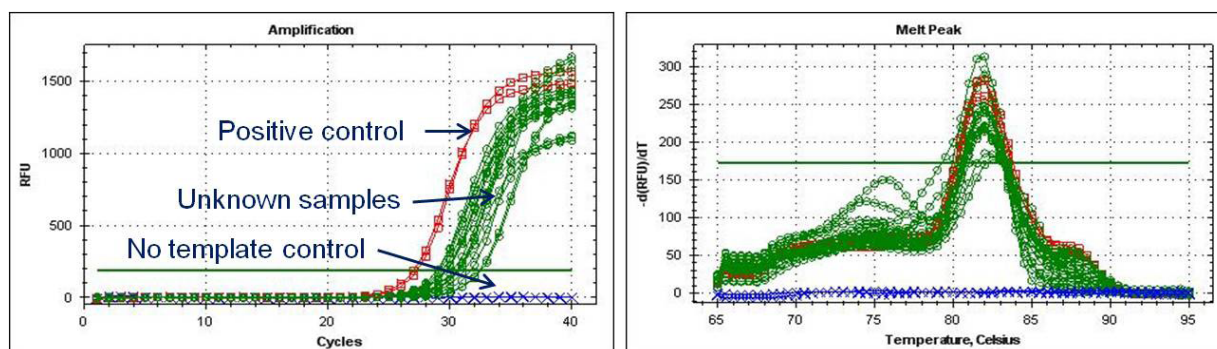 Amplification
1500
1000
500
0
RFU
Positive control
Unknown samples
No template control
0
10
20
30
40
Cycles
Melt Peak
300
250
200
150
100
50
0
-d(RFU)/dT
65
70
75
80
85
90
95
Temperature, Celsius